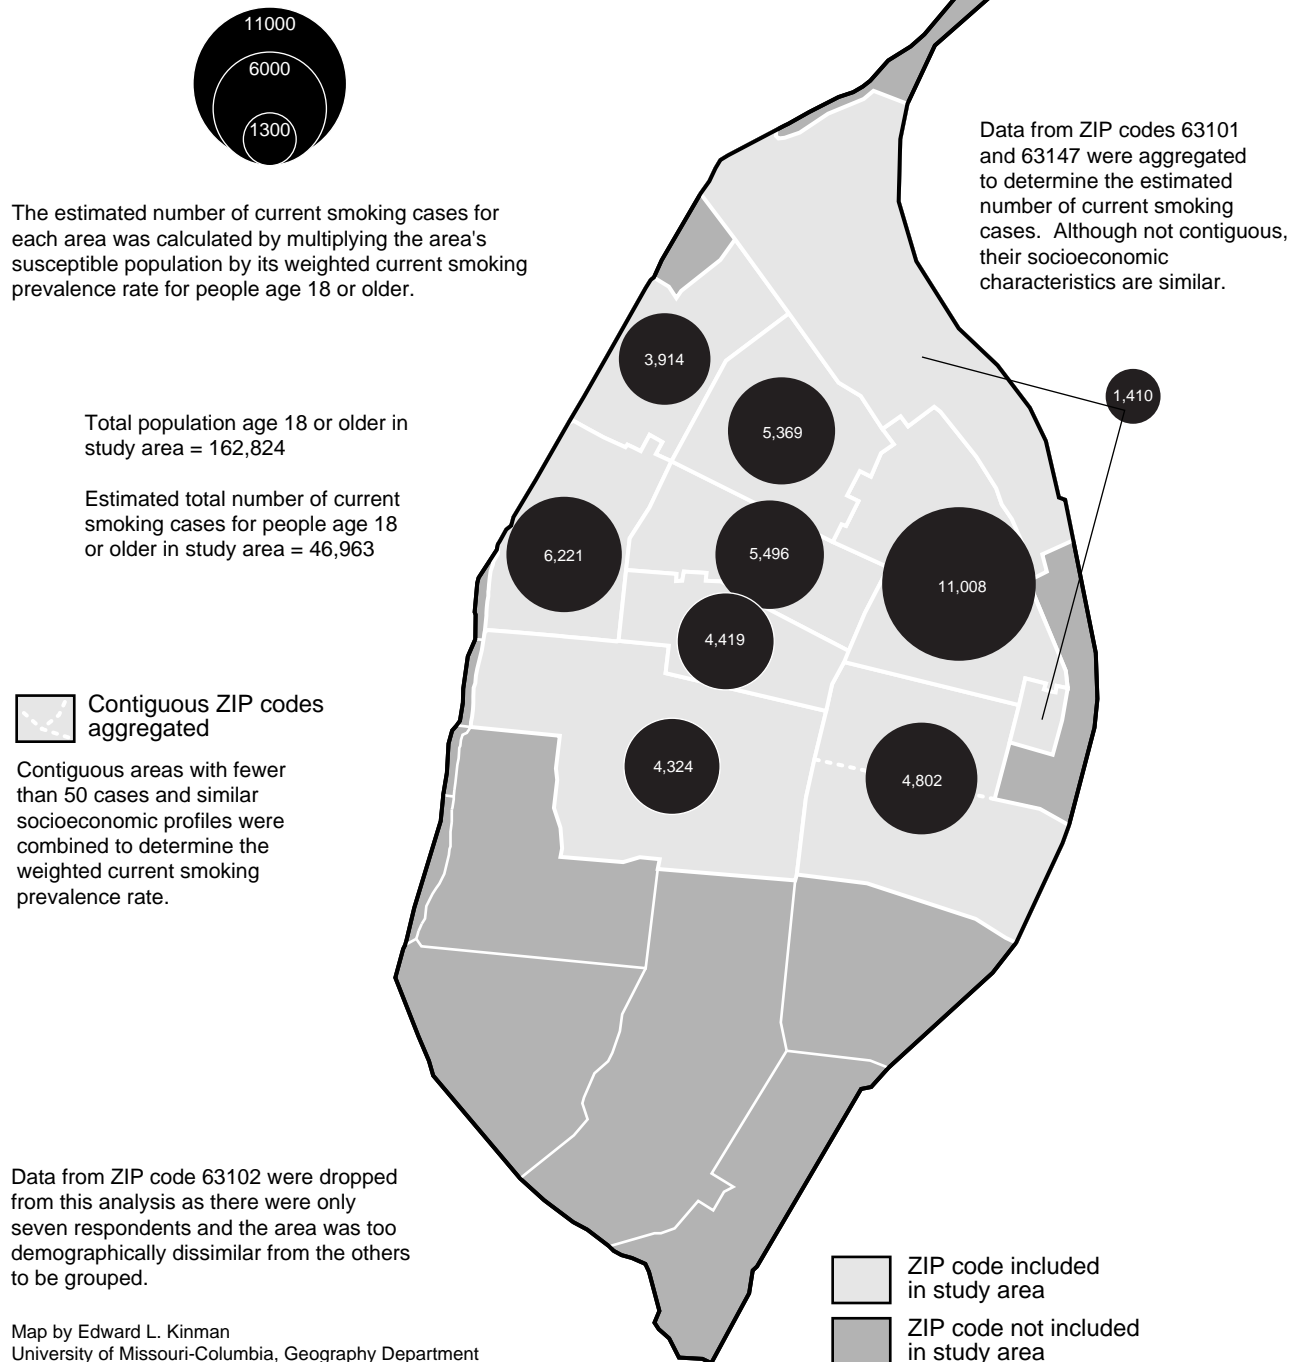 11000
6000
1300
The estimated number of current smoking cases for
each area was calculated by multiplying the area's
susceptible population by its weighted current smoking
prevalence rate for people age 18 or older.
Data from ZIP codes 63101
and 63147 were aggregated
to determine the estimated
number of current smoking
cases.  Although not contiguous,
their socioeconomic
characteristics are similar.
3,914
1,410
5,369
Total population age 18 or older in
study area = 162,824
Estimated total number of current
smoking cases for people age 18
or older in study area = 46,963
6,221
5,496
11,008
4,419
Contiguous ZIP codes
aggregated
Contiguous areas with fewer
than 50 cases and similar
socioeconomic profiles were
combined to determine the
weighted current smoking
prevalence rate.
4,324
4,802
Data from ZIP code 63102 were dropped
from this analysis as there were only
seven respondents and the area was too
demographically dissimilar from the others
to be grouped.
Map by Edward L. Kinman
University of Missouri-Columbia, Geography Department
ZIP code included
in study area
ZIP code not included
in study area